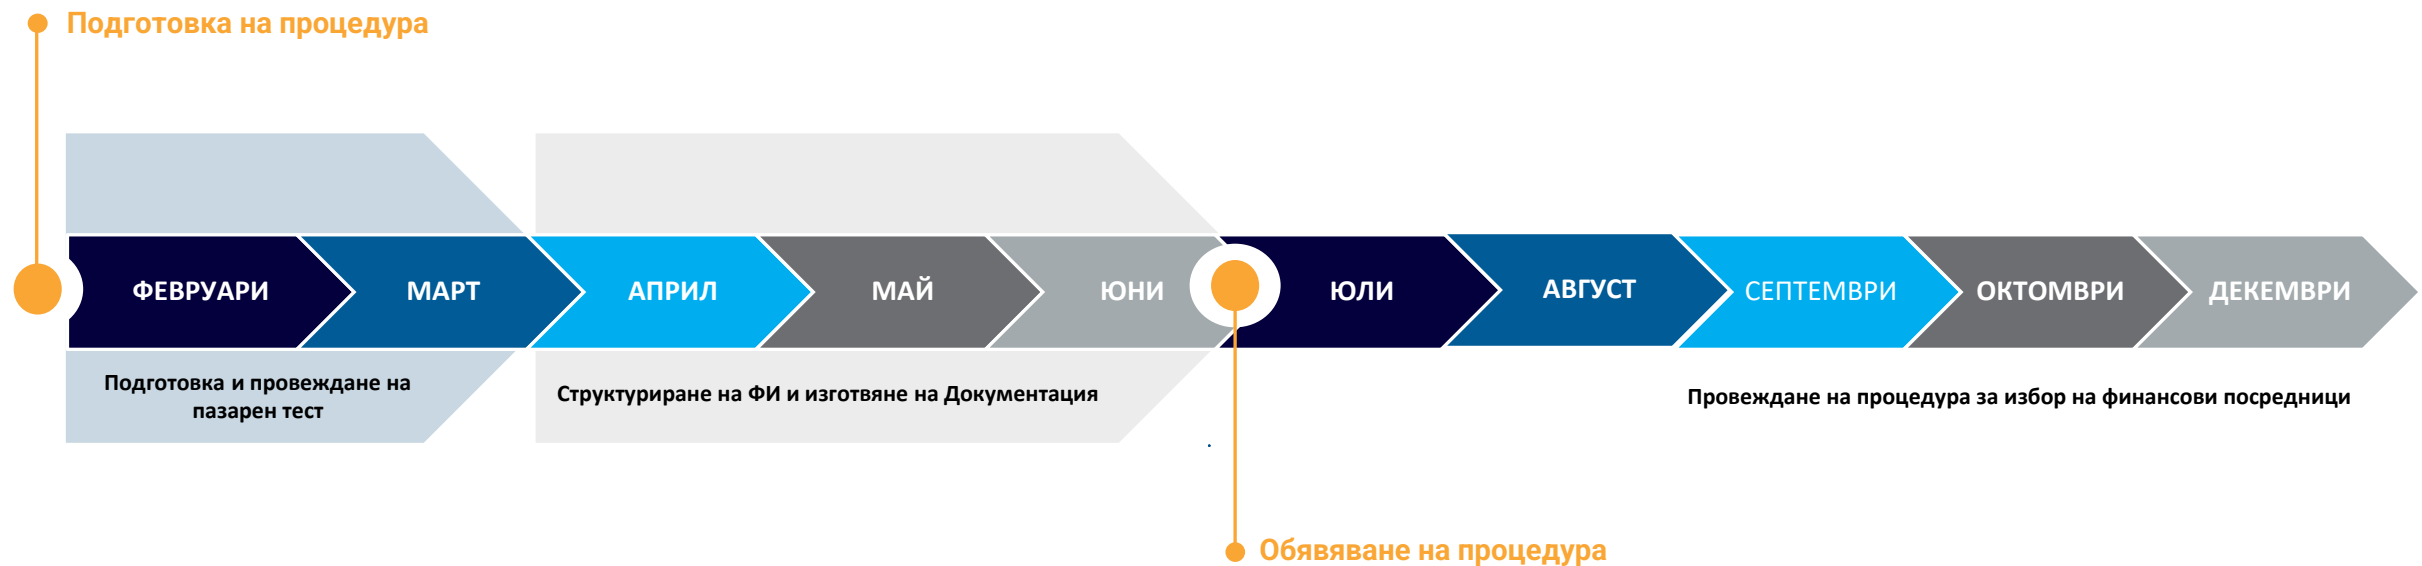 Подготовка на процедура
ФЕВРУАРИ
МАРТ
АПРИЛ
МАЙ
ЮНИ
ЮЛИ
АВГУСТ
СЕПТЕМВРИ
ОКТОМВРИ
ДЕКЕМВРИ
Подготовка и провеждане на
пазарен тест
Структуриране на ФИ и изготвяне на Документация
Провеждане на процедура за избор на финансови посредници
.
Обявяване на процедура